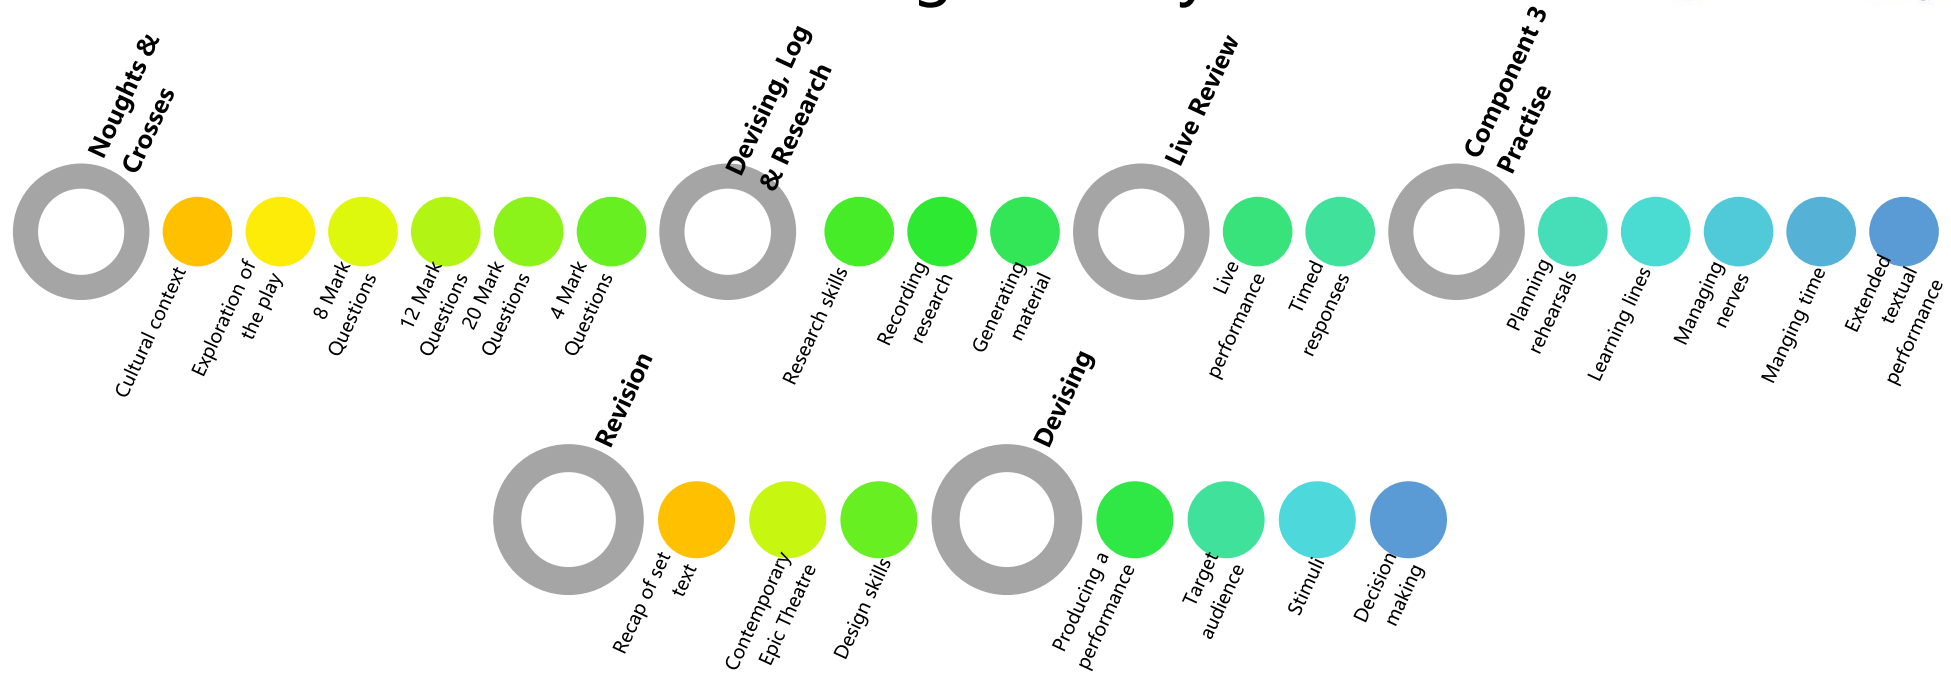 Noughts &
Crosses
Cultural context
Exploration of
the play
8 Mark
Questions
12 Mark
Questions
20 Mark
Questions
4 Mark
Questions
Devising, Log
& Research
Research skills
Recording
research
Generating
material
Live Review
Live
performance
Timed
responses
Component 3
Practise
Planning
rehearsals
Learning lines
Managing
nerves
Manging time
Extended
textual
performance
Revision
Recap of set
text
Contemporary
Epic Theatre
Design skills
Devising
Producing a
performance
Target
audience
Stimuli
Decision
making